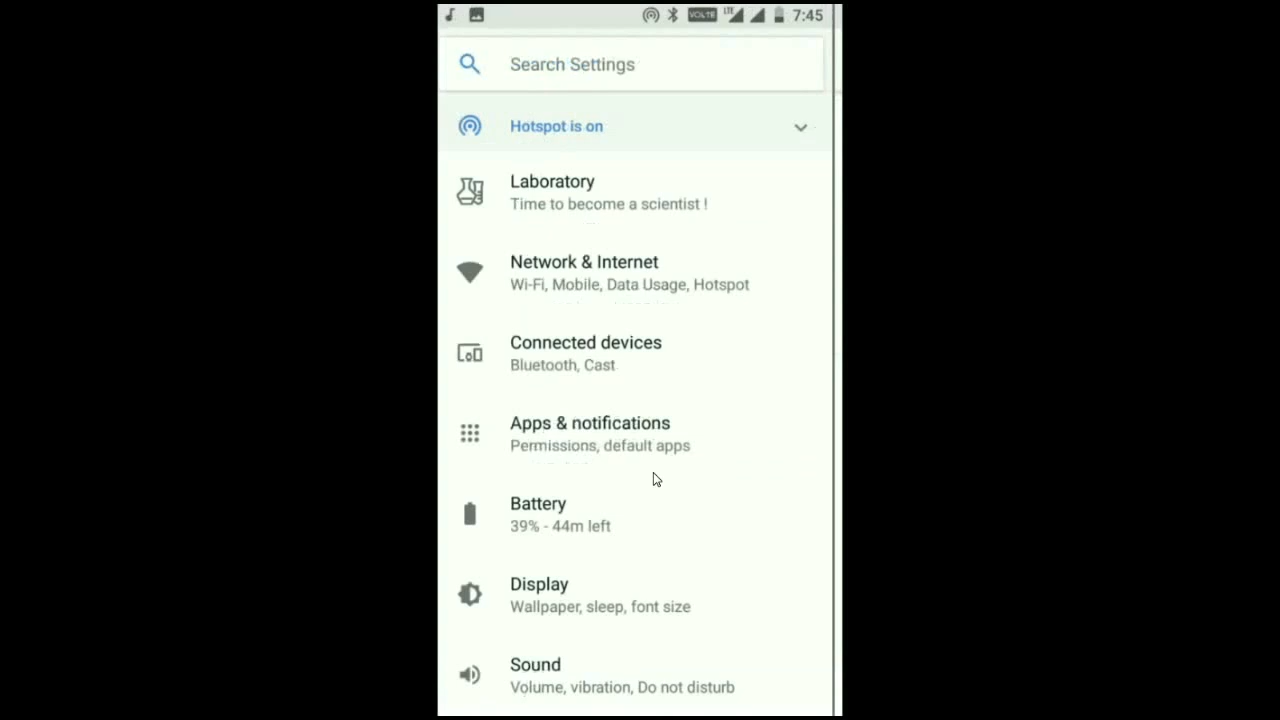 VOLTE LTE 7:45
Search Settings
Hotspot is on
Laboratory
Time to become a scientist !
Network & Internet
Wi-Fi, Mobile, Data Usage, Hotspot
Connected devices
Bluetooth, Cast
Apps & notifications
Permissions, default apps
Battery
39% - 44m left
Display
Wallpaper, sleep, font size
Sound
Volume, vibration, Do not disturb